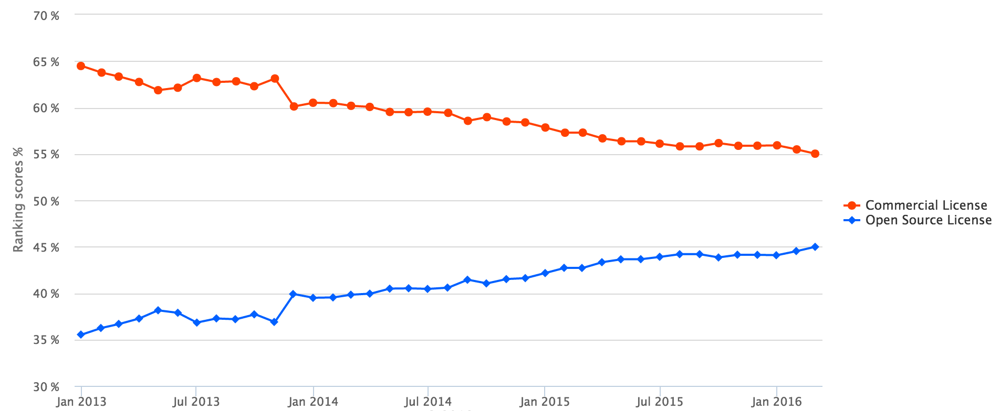 70 %
65 %
60 %
55 %
50 %
45 %
40 %
35 %
30 %
Ranking scores %
Jan 2013 Jul 2013 Jan 2014 Jul 2014 Jan 2015 Jul 2015 Jan 2016
Commercial License
Open Source License